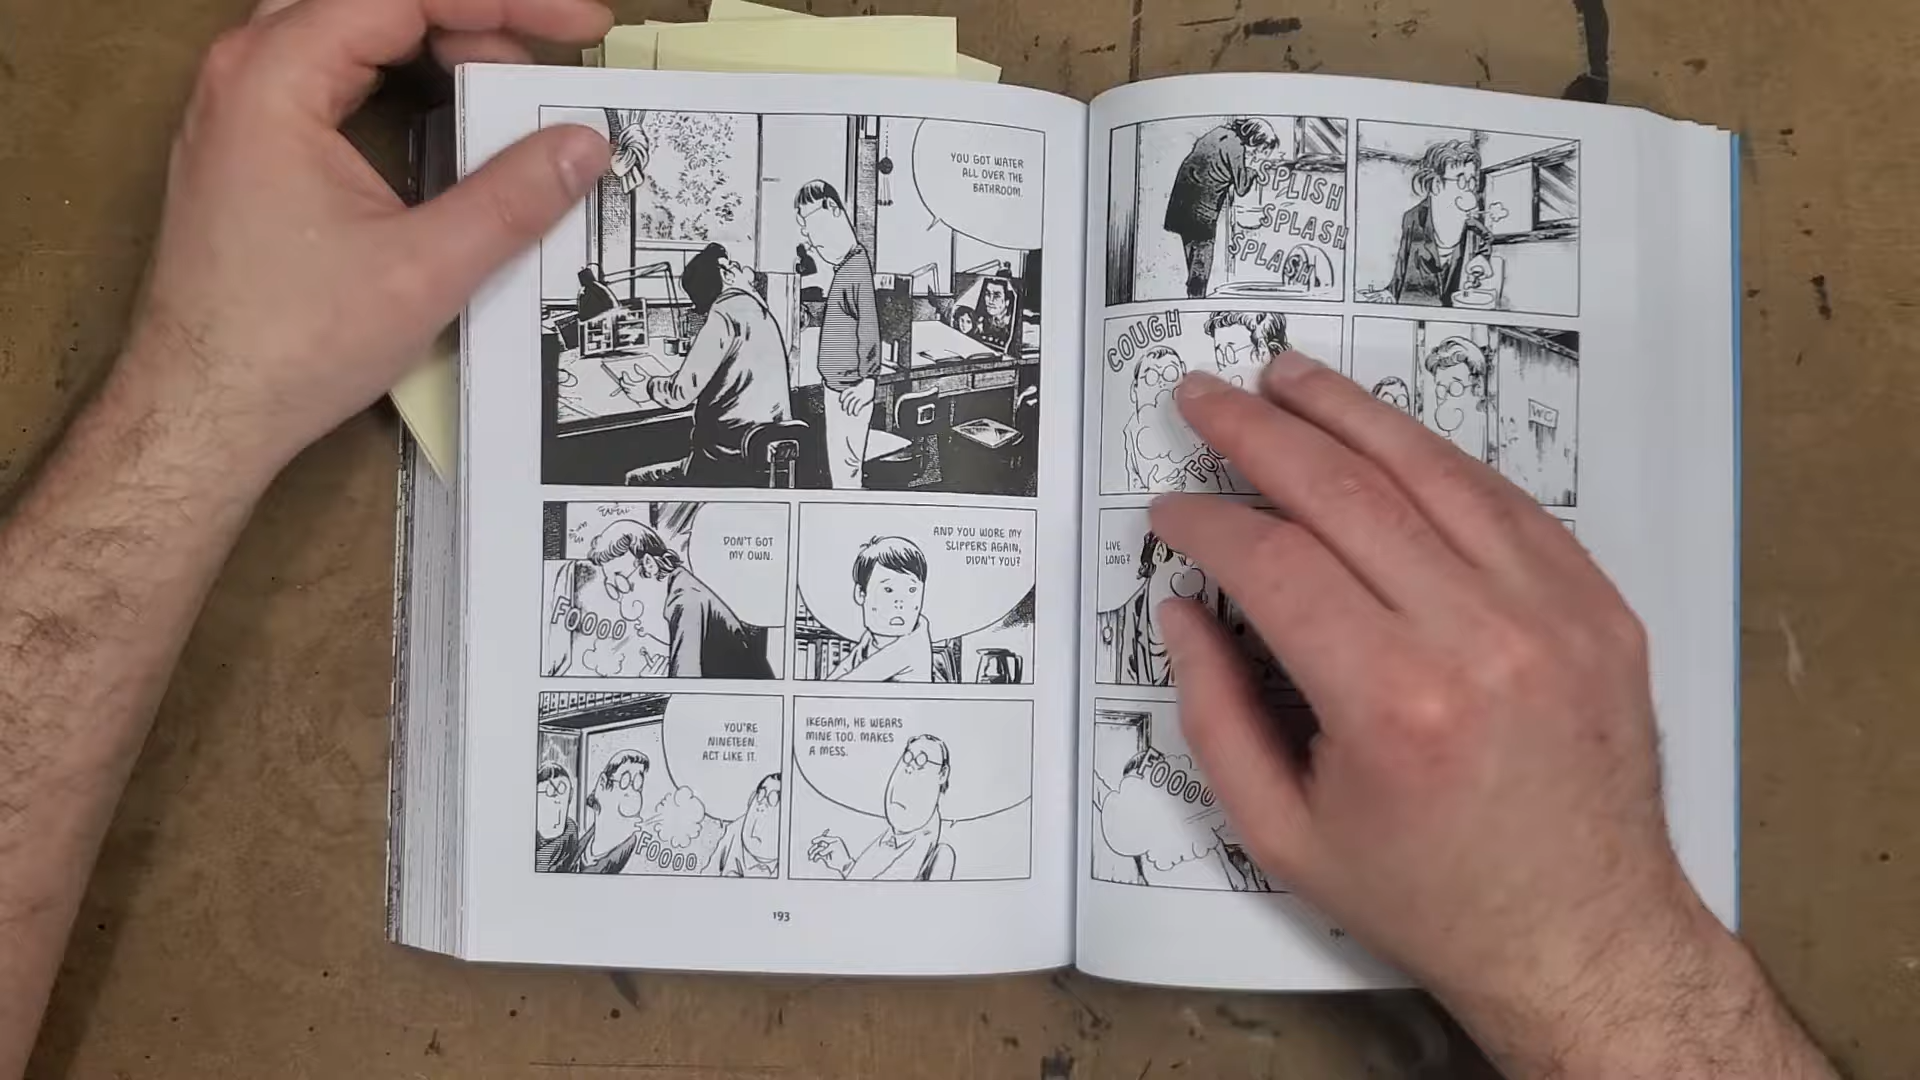 SPLISH
SPLASH
SPLASH
WC
COUGH
LIVE
LONG?
FOOOO
YOU GOT WATER
ALL OVER THE
BATHROOM.
AND YOU WORE MY
SLIPPERS AGAIN,
DIDN'T YOU?
DON'T GOT
MY OWN.
FOOOO
IKEGAMI, HE WEARS
MINE TOO. MAKES
A MESS.
YOU'RE
NINETEEN.
ACT LIKE IT.
FOOOO
193